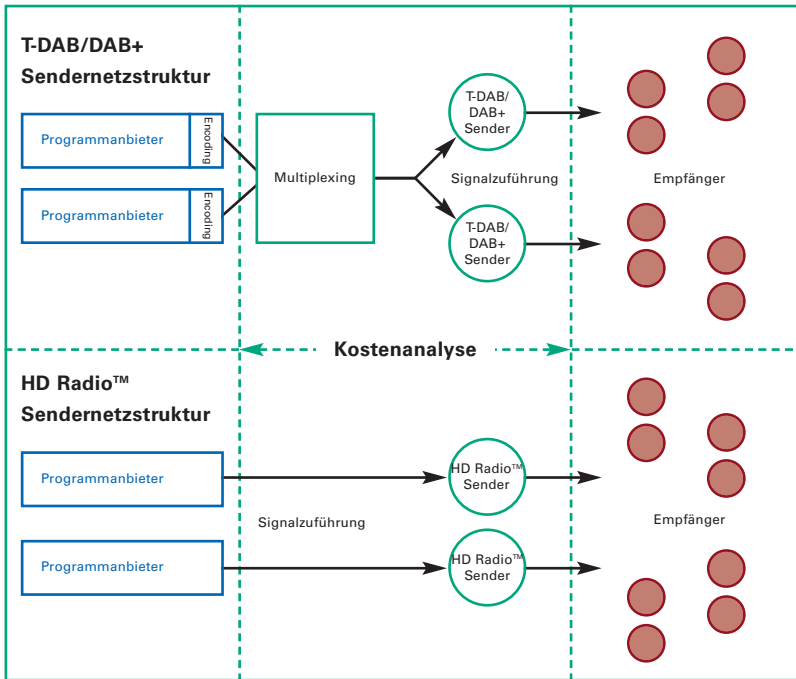 T-DAB/DAB+
Sendernetzstruktur
Programmanbieter
Encoding
Programmanbieter
Encoding
Multiplexing
T-DAB/
DAB+
Sender
Signalzuführung
T-DAB/
DAB+
Sender
Empfänger
Kostenanalyse
HD Radio™
Sendernetzstruktur
Programmanbieter
Programmanbieter
Signalzuführung
HD Radio™
Sender
HD Radio™
Sender
Empfänger